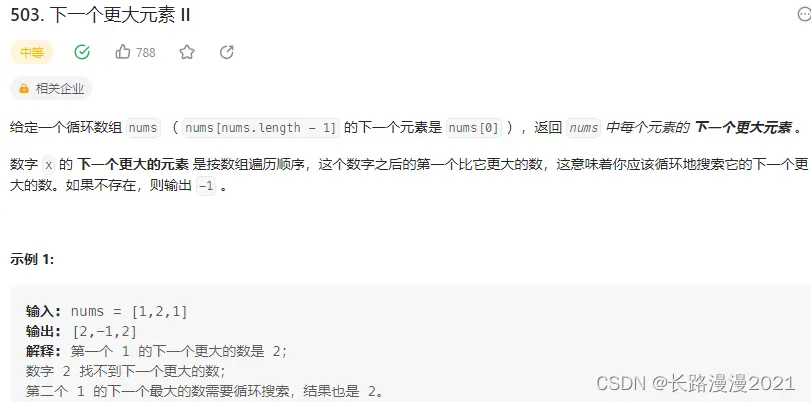 503. 下一个更大元素 II
中等 788
相关企业
给定一个循环数组 nums （ nums[nums.length - 1] 的下一个元素是 nums[0] ），返回 nums 中每个元素的 下一个更大元素 。
数字 x 的 下一个更大的元素 是按数组遍历顺序，这个数字之后的第一个比它更大的数，这意味着你应该循环地搜索它的下一个更
大的数。如果不存在，则输出 -1 。
示例 1:
输入: nums = [1,2,1]
输出: [2,-1,2]
解释: 第一个 1 的下一个更大的数是 2；
数字 2 找不到下一个更大的数；
第二个 1 的下一个最大的数需要循环搜索，结果也是 2。
CSDN @长路漫漫2021